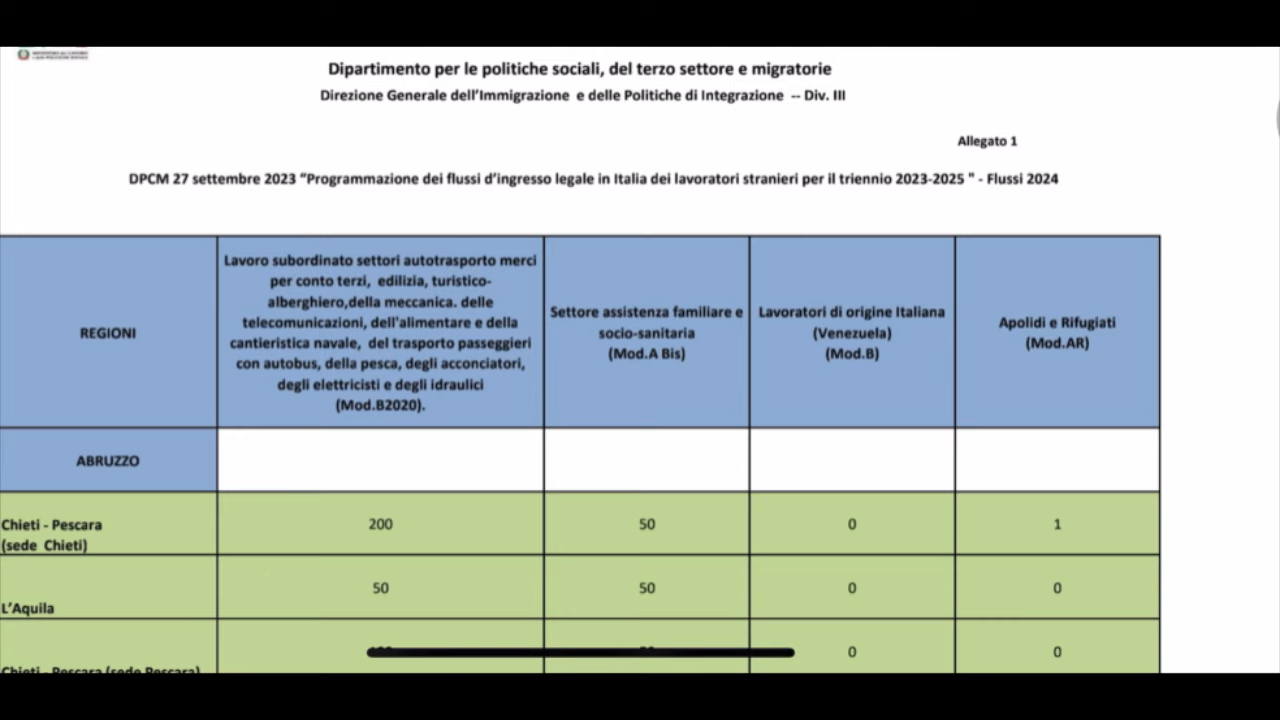 Dipartimento per le politiche sociali, del terzo settore e migratorie
Direzione Generale dell'Immigrazione e delle Politiche di Integrazione -- Div. III
Allegato 1
DPCM 27 settembre 2023 "Programmazione dei flussi d'ingresso legale in Italia dei lavoratori stranieri per il triennio 2023-2025 " - Flussi 2024
REGIONI
Lavoro subordinato settori autotrasporto merci
per conto terzi, edilizia, turistico-
alberghiero,della meccanica. delle
telecomunicazioni, dell'alimentare e della
cantieristica navale, del trasporto passeggieri
con autobus, della pesca, degli acconciatori,
degli elettricisti e degli idraulici
(Mod.B2020).
Settore assistenza familiare e
socio-sanitaria
(Mod.A Bis)
Lavoratori di origine Italiana
(Venezuela)
(Mod.B)
Apolidi e Rifugiati
(Mod.AR)
ABRUZZO
Chieti - Pescara
(sede Chieti)
200
50
0
1
L'Aquila
50
50
0
0
Chieti - Pescara (sede Pescara)
0
0